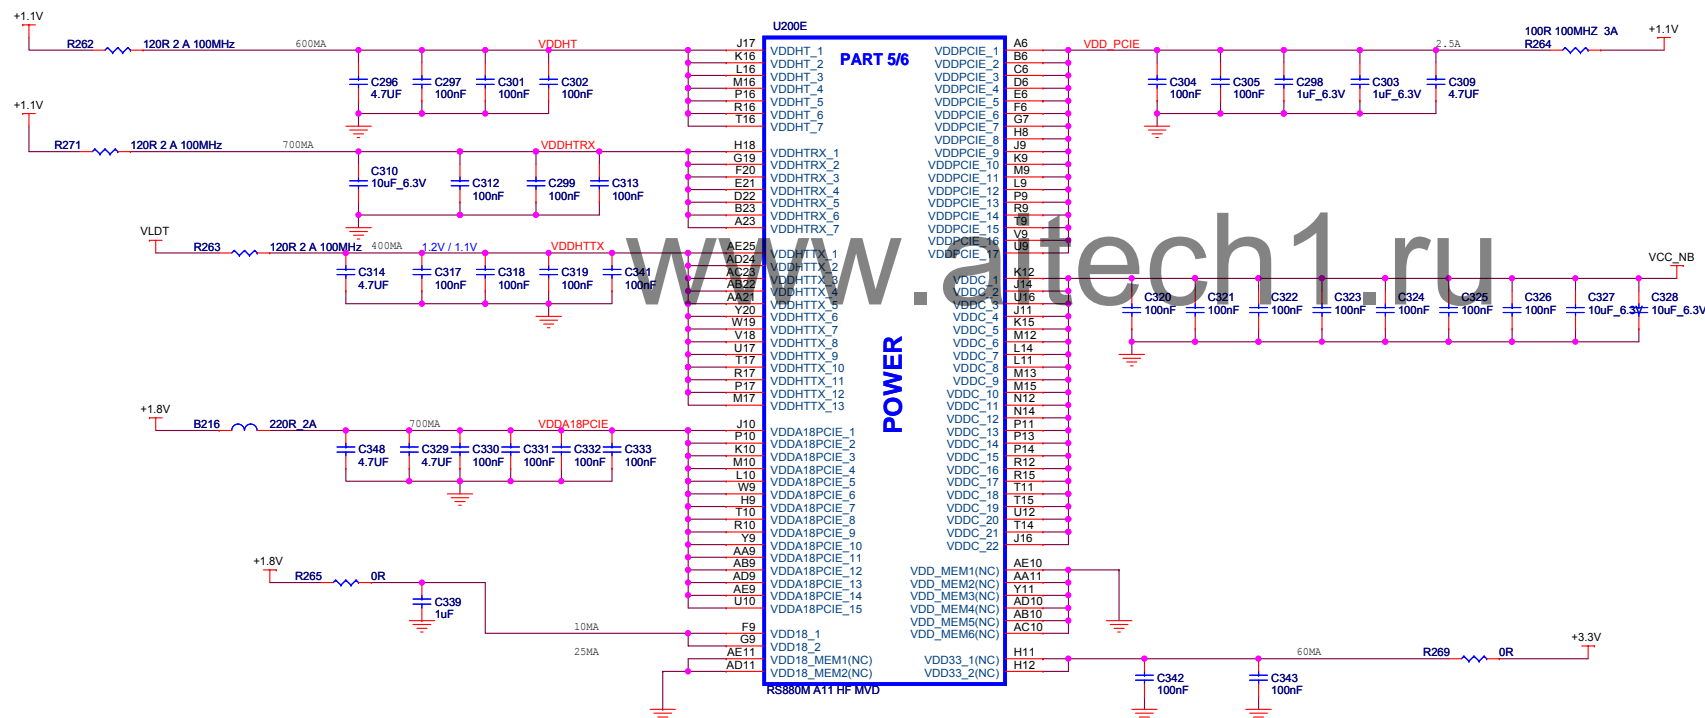 +1.1V
R262 120R 2 A 100MHz 600MA VDDHT
C296 4.7UF
C297 100nF
C301 100nF
C302 100nF
+1.1V
R271 120R 2 A 100MHz 700MA VDDHTRX
C310 10uF_6.3V
C312 100nF
C299 100nF
C313 100nF
VLDT
R263 120R 2 A 100MHz 400MA 1.2V / 1.1V VDDHTTX
C314 4.7UF
C317 100nF
C318 100nF
C319 100nF
C341 100nF
+1.8V
B216 220R_2A 700MA VDDA18PCIE
C348 4.7UF
C329 4.7UF
C330 100nF
C331 100nF
C332 100nF
C333 100nF
+1.8V
R265 0R
C339 1uF
10MA
25MA
U200E
PART 5/6
POWER
J17 VDDHT_1
K16 VDDHT_2
L16 VDDHT_3
M16 VDDHT_4
P16 VDDHT_5
R16 VDDHT_6
T16 VDDHT_7
H18 VDDHTRX_1
G19 VDDHTRX_2
F20 VDDHTRX_3
E21 VDDHTRX_4
D22 VDDHTRX_5
B23 VDDHTRX_6
A23 VDDHTRX_7
AE25 VDDHTTX_1
AD24 VDDHTTX_2
AC23 VDDHTTX_3
AB22 VDDHTTX_4
AA21 VDDHTTX_5
Y20 VDDHTTX_6
W19 VDDHTTX_7
V18 VDDHTTX_8
U17 VDDHTTX_9
T17 VDDHTTX_10
R17 VDDHTTX_11
P17 VDDHTTX_12
M17 VDDHTTX_13
J10 VDDA18PCIE_1
P10 VDDA18PCIE_2
K10 VDDA18PCIE_3
M10 VDDA18PCIE_4
L10 VDDA18PCIE_5
W9 VDDA18PCIE_6
H9 VDDA18PCIE_7
T10 VDDA18PCIE_8
R10 VDDA18PCIE_9
Y9 VDDA18PCIE_10
AA9 VDDA18PCIE_11
AB9 VDDA18PCIE_12
AD9 VDDA18PCIE_13
AE9 VDDA18PCIE_14
U10 VDDA18PCIE_15
F9 VDD18_1
G9 VDD18_2
AE11 VDD18_MEM1(NC)
AD11 VDD18_MEM2(NC)
RS880M A11 HF MVD
VDDPCIE_1 A6
VDDPCIE_2 B6
VDDPCIE_3 C6
VDDPCIE_4 D6
VDDPCIE_5 E6
VDDPCIE_6 F6
VDDPCIE_7 G7
VDDPCIE_8 H8
VDDPCIE_9 J9
VDDPCIE_10 K9
VDDPCIE_11 M9
VDDPCIE_12 L9
VDDPCIE_13 P9
VDDPCIE_14 R9
VDDPCIE_15 T9
VDDPCIE_16 V9
VDDPCIE_17 U9
VDDC_1 K12
VDDC_2 J14
VDDC_3 U16
VDDC_4 J11
VDDC_5 K15
VDDC_6 M12
VDDC_7 L14
VDDC_8 L11
VDDC_9 M13
VDDC_10 M15
VDDC_11 N12
VDDC_12 N14
VDDC_13 P11
VDDC_14 P13
VDDC_15 P14
VDDC_16 R12
VDDC_17 R15
VDDC_18 T11
VDDC_19 T15
VDDC_20 U12
VDDC_21 T14
VDDC_22 J16
VDD_MEM1(NC) AE10
VDD_MEM2(NC) AA11
VDD_MEM3(NC) Y11
VDD_MEM4(NC) AD10
VDD_MEM5(NC) AB10
VDD_MEM6(NC) AC10
VDD33_1(NC) H11
VDD33_2(NC) H12
VDD_PCIE 2.5A R264 100R 100MHZ 3A
+1.1V
C304 100nF
C305 100nF
C298 1uF_6.3V
C303 1uF_6.3V
C309 4.7UF
VCC_NB
C320 100nF
C321 100nF
C322 100nF
C323 100nF
C324 100nF
C325 100nF
C326 100nF
C327 10uF_6.3V
C328 10uF_6.3V
60MA R269 0R +3.3V
C342 100nF
C343 100nF
www.aitech1.ru